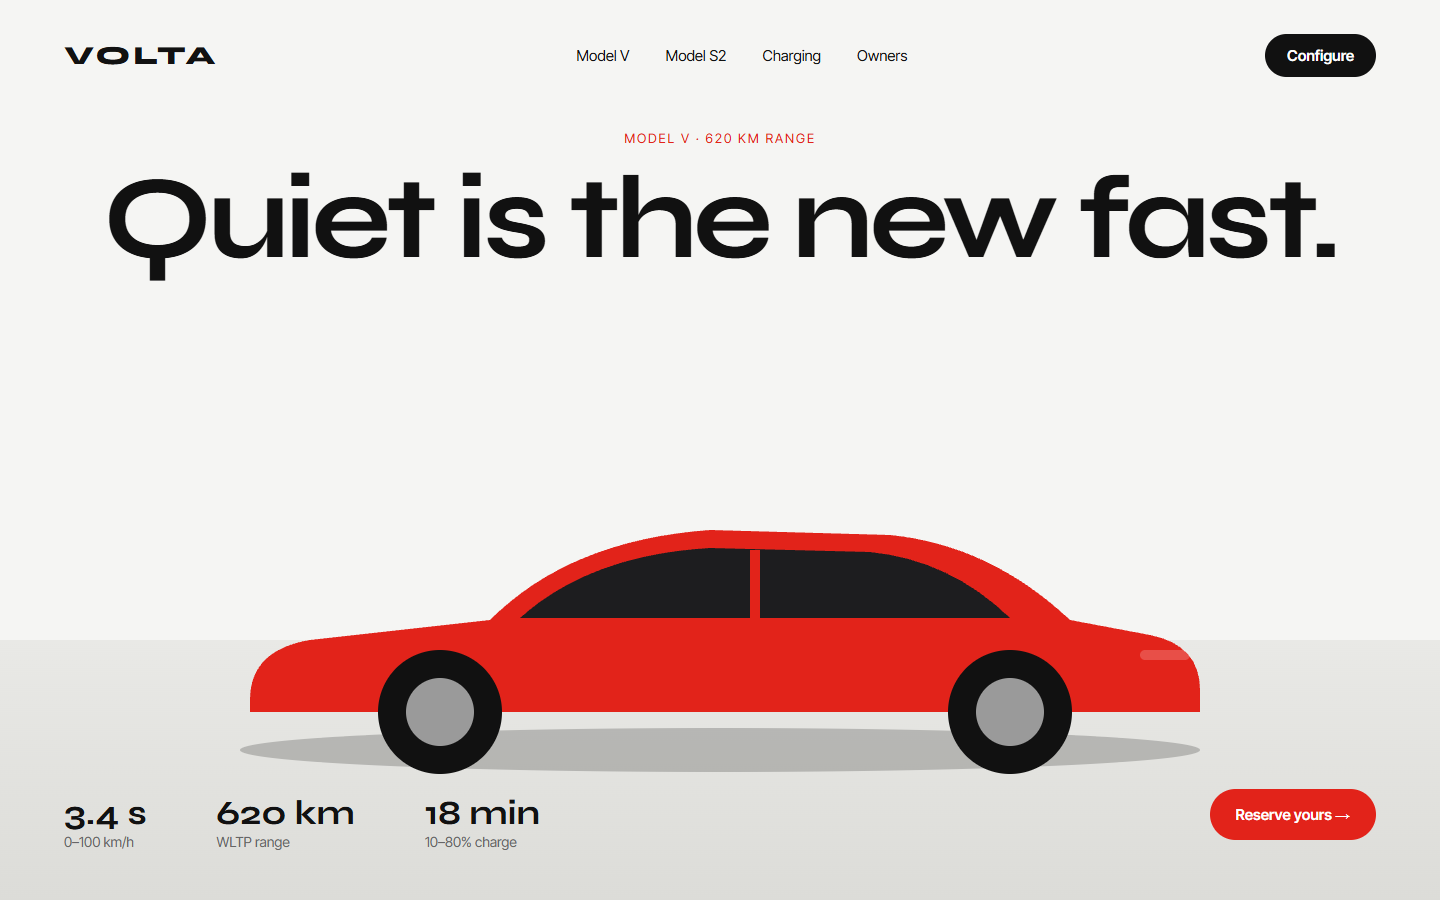 VOLTA
Model V Model S2 Charging Owners
Configure
MODEL V · 620 KM RANGE
Quiet is the new fast.
3.4 s
0–100 km/h
620 km
WLTP range
18 min
10–80% charge
Reserve yours →